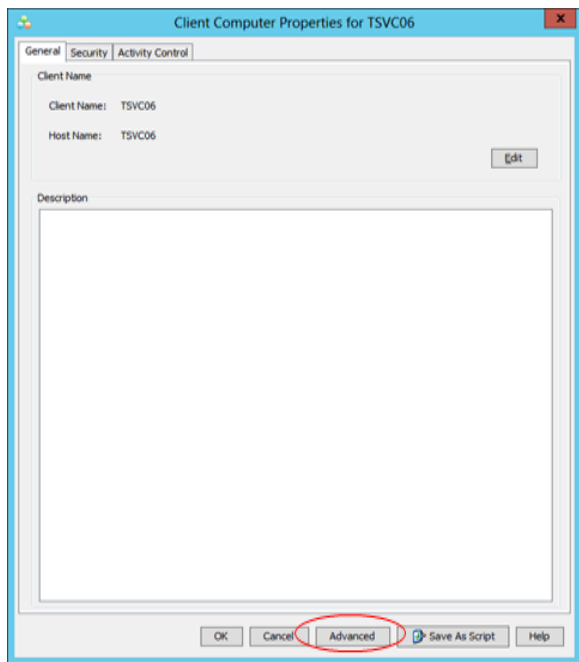 Client Computer Properties for TSVC06
x
General Security Activity Control
Client Name
Client Name: TSVC06
Host Name: TSVC06
Edit
Description
OK Cancel Advanced Save As Script Help